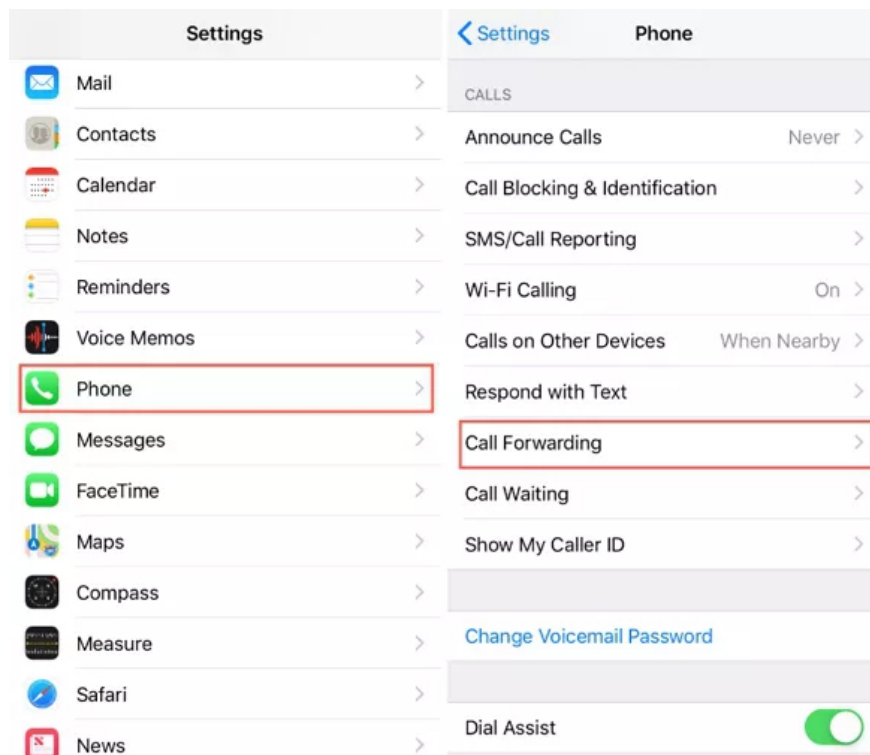 Settings
Mail
Contacts
Calendar
Notes
Reminders
Voice Memos
Phone
Messages
FaceTime
Maps
Compass
Measure
Safari
News
Settings Phone
CALLS
Announce Calls Never
Call Blocking & Identification
SMS/Call Reporting
Wi-Fi Calling On
Calls on Other Devices When Nearby
Respond with Text
Call Forwarding
Call Waiting
Show My Caller ID
Change Voicemail Password
Dial Assist